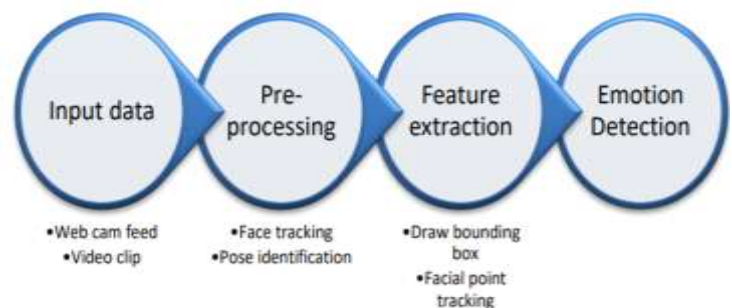 Input data
Pre-
processing
Feature
extraction
Emotion
Detection
•Web cam feed
•Video clip
•Face tracking
•Pose identification
•Draw bounding
box
•Facial point
tracking